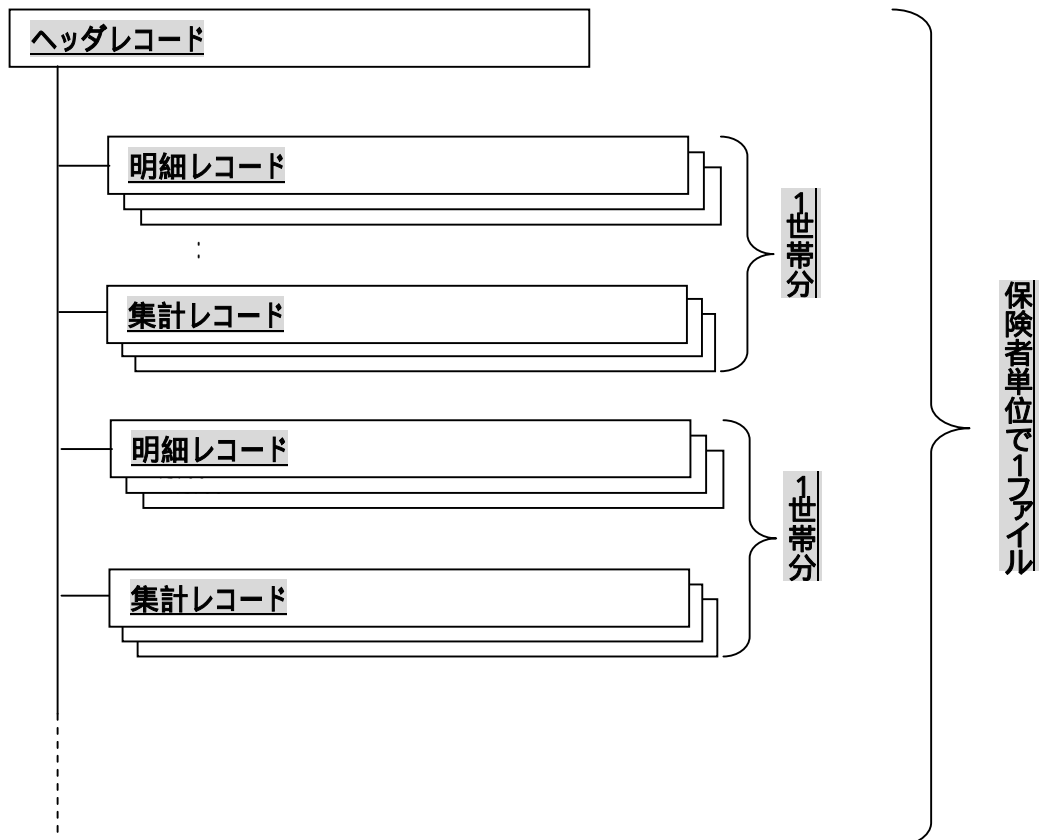 ヘッダレコード
明細レコード
1世帯分
:
集計レコード
保険者単位で1ファイル
明細レコード
1世帯分
集計レコード